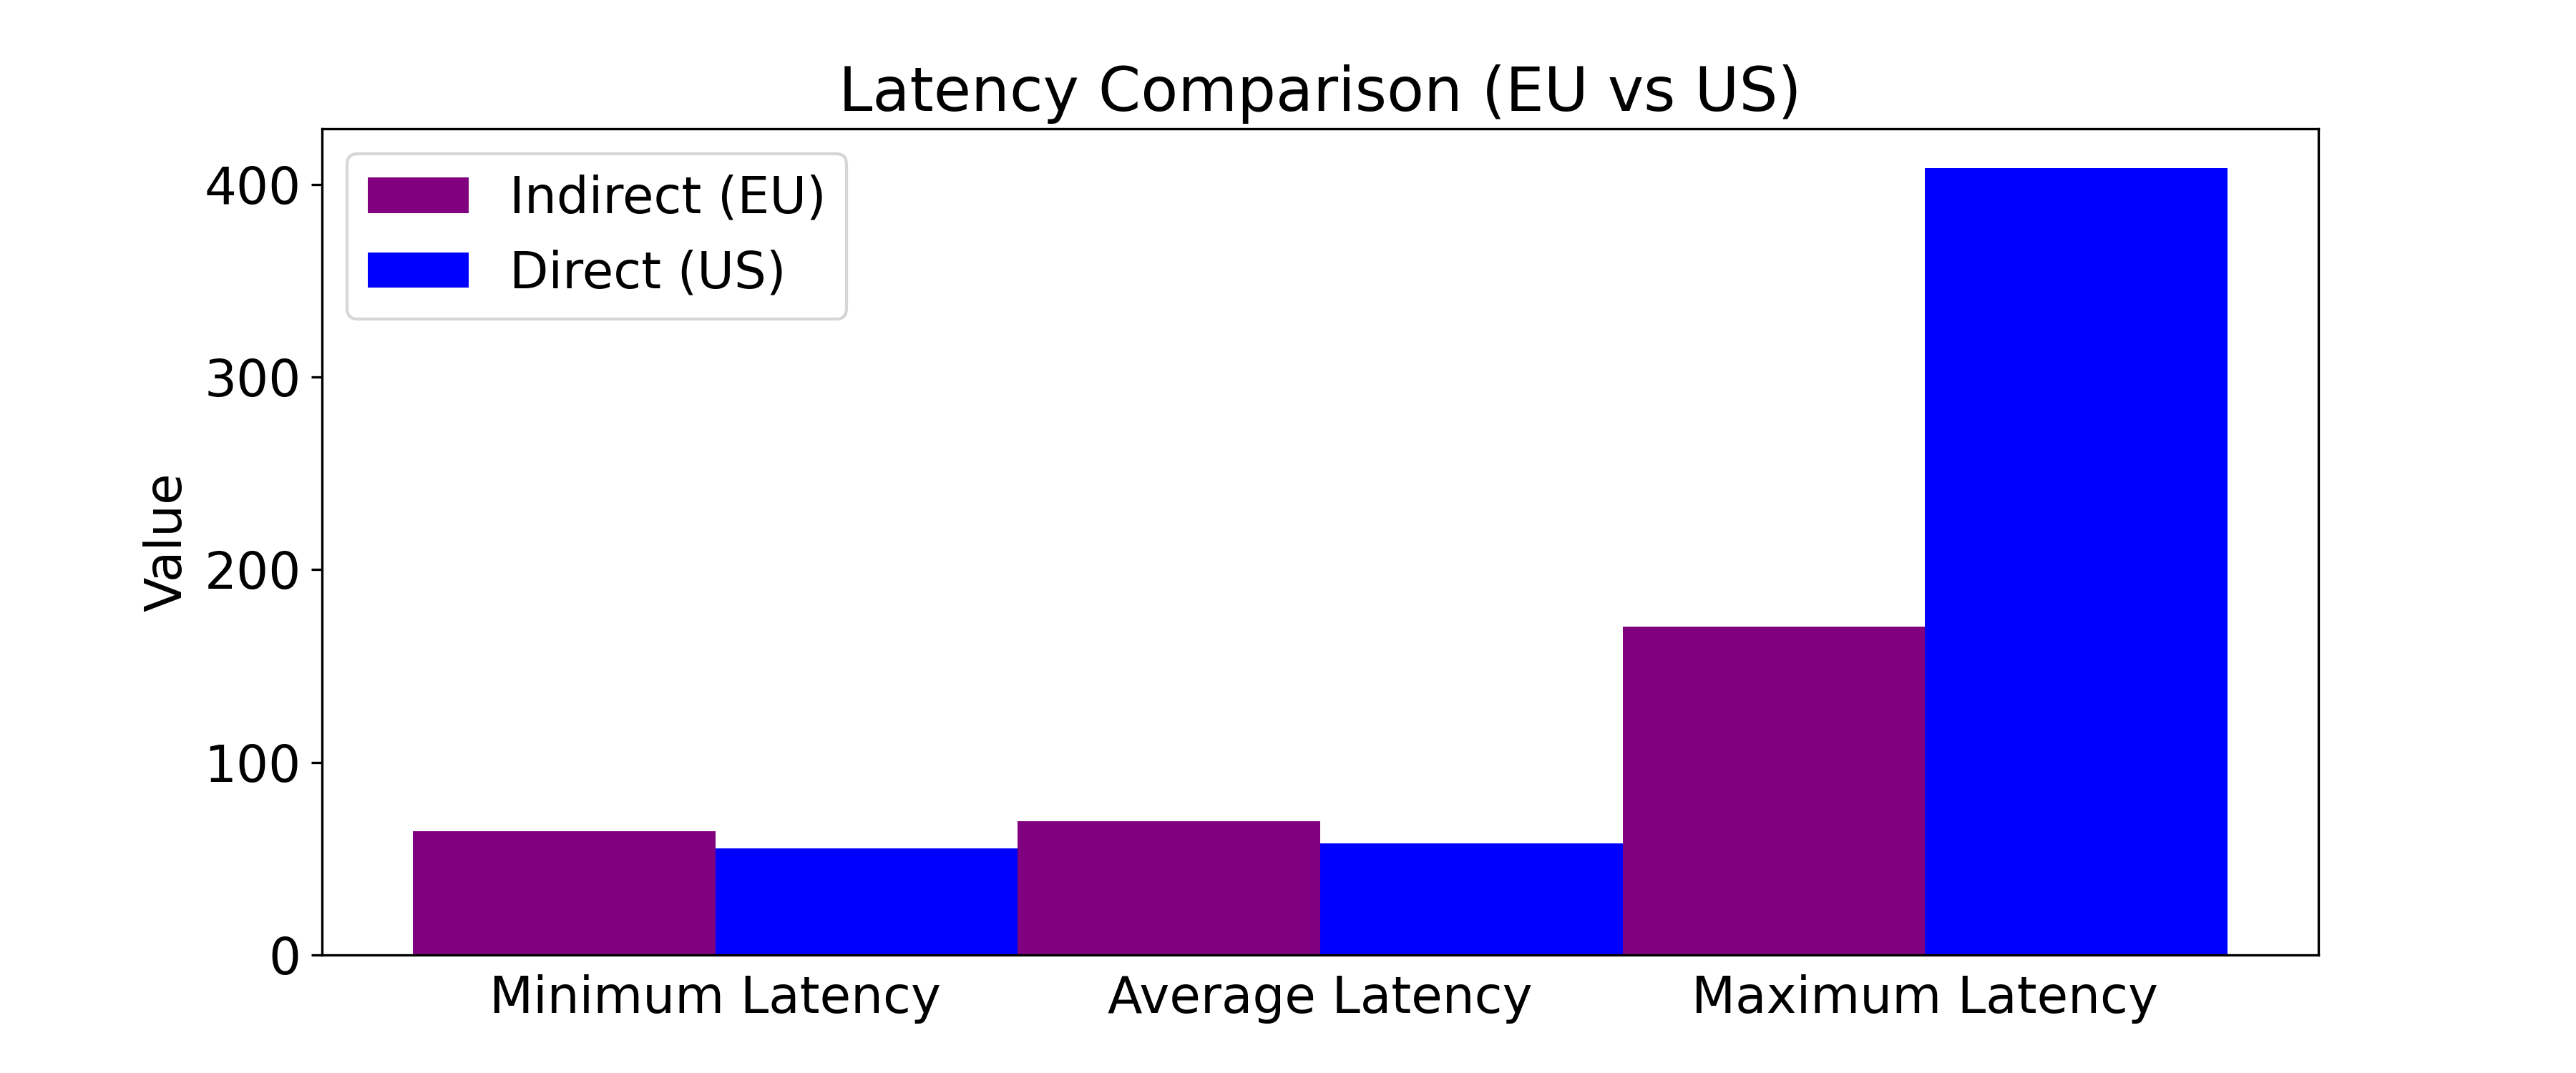 Latency Comparison (EU vs US)
Indirect (EU)
Direct (US)
Value
400
300
200
100
0
Minimum Latency
Average Latency
Maximum Latency